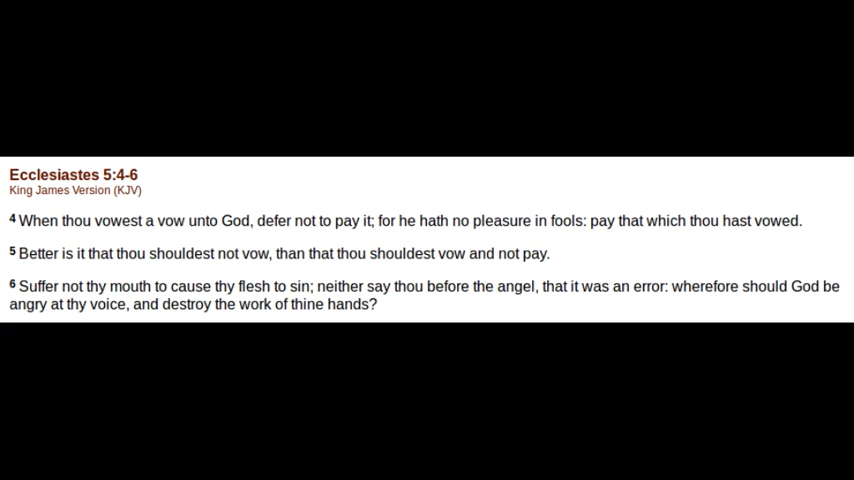 Ecclesiastes 5:4-6
King James Version (KJV)
4 When thou vowest a vow unto God, defer not to pay it; for he hath no pleasure in fools: pay that which thou hast vowed.
5 Better is it that thou shouldest not vow, than that thou shouldest vow and not pay.
6 Suffer not thy mouth to cause thy flesh to sin; neither say thou before the angel, that it was an error: wherefore should God be
angry at thy voice, and destroy the work of thine hands?